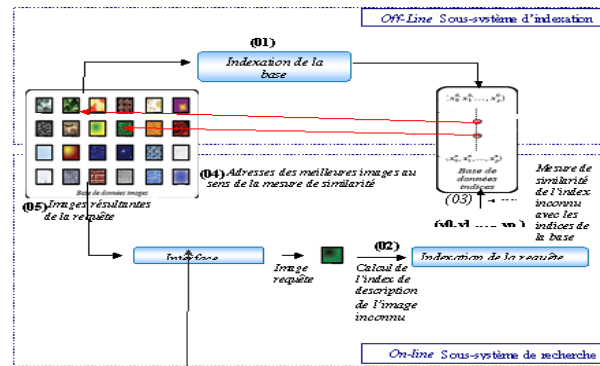 Off-Line Sous-système d'indexation
(01)
Indexation de la
base
Base de données images
Base de
données
indices
(03)
(04) Adresses des meilleures images au
sens de la mesure de similarité
(05) Images résultantes
de la requête
Mesure de
similarité
de l'index
inconnu
avec les
indices de
la base
Interface
Image
requête
(02)
Calcul de
l'index de
description
de l'image
inconnu
Indexation de la requête
On-line Sous-système de recherche